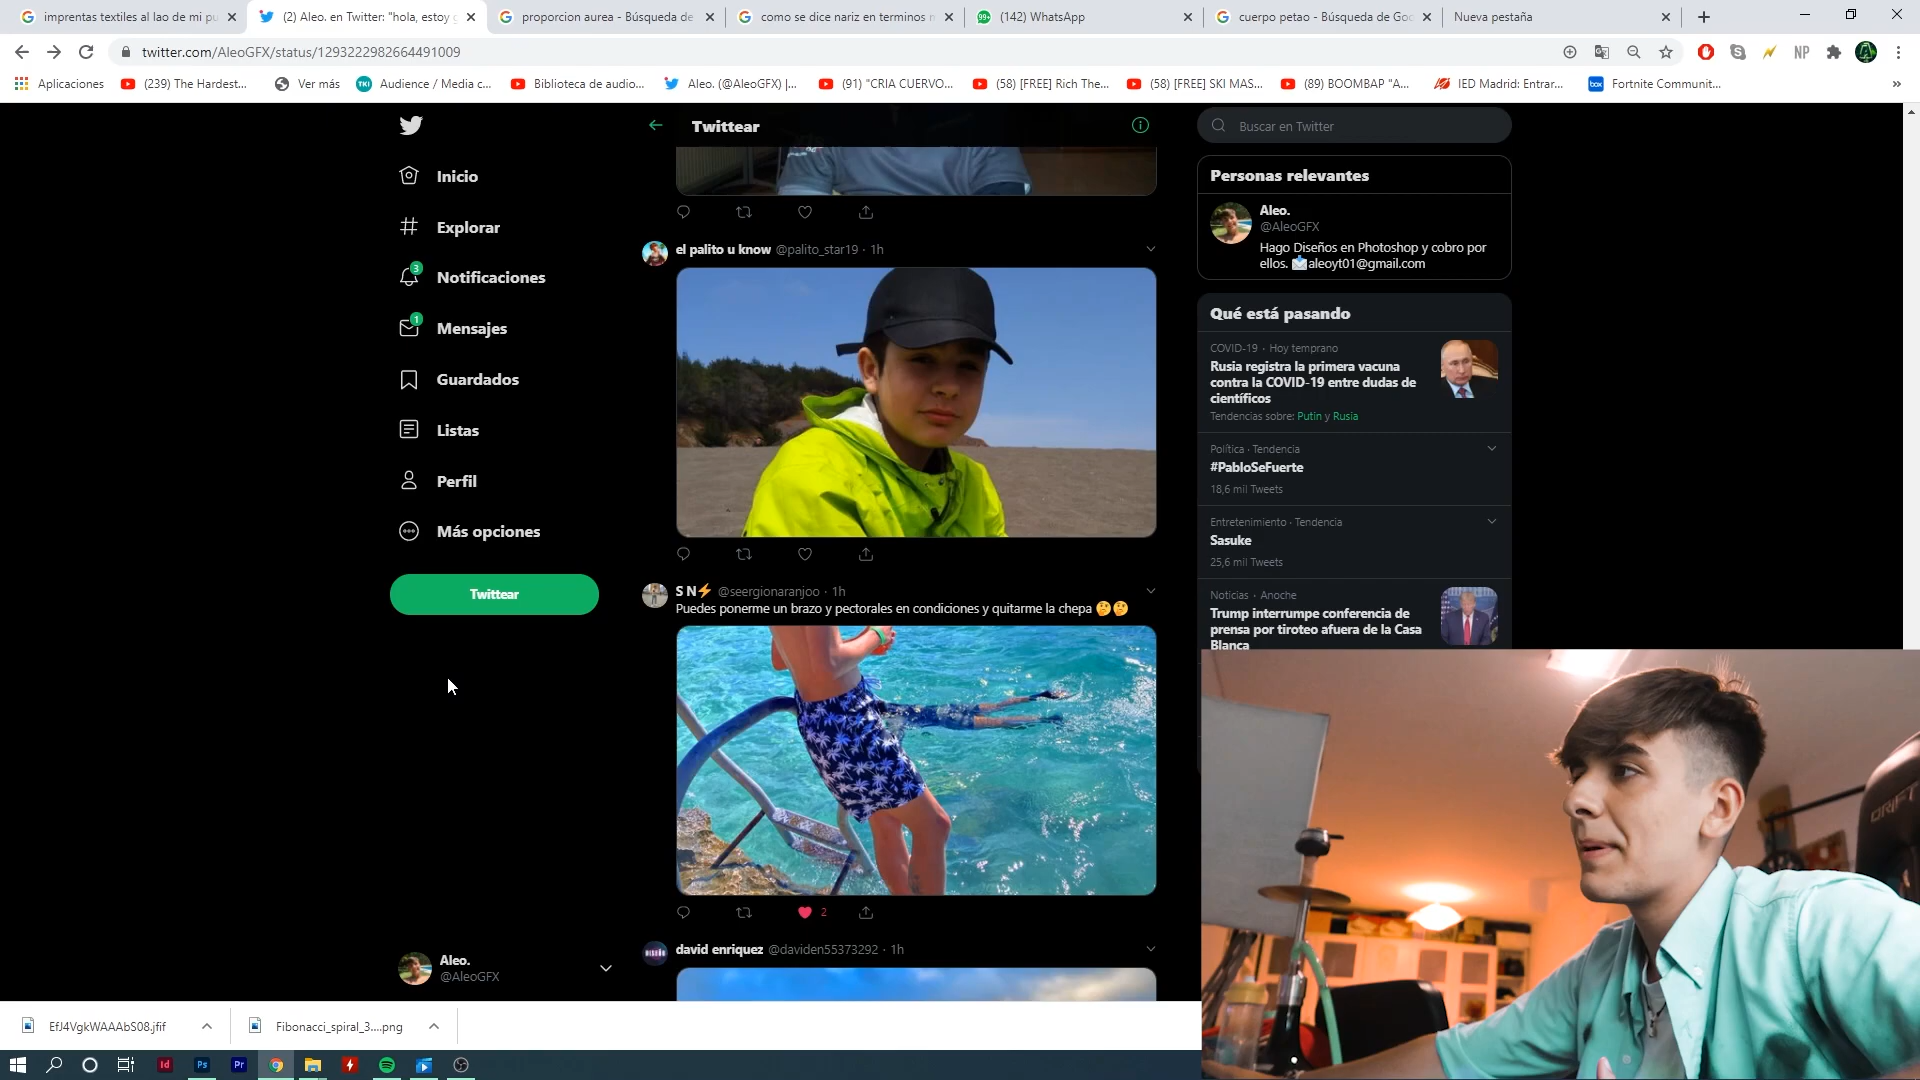 imprentas textiles al lao de mi pu
(2) Aleo. en Twitter: "hola, estoy g
proporcion aurea - Búsqueda de
como se dice nariz en terminos m
(142) WhatsApp
cuerpo petao - Búsqueda de Goo
Nueva pestaña
twitter.com/AleoGFX/status/1293222982664491009
NP
Aplicaciones
(239) The Hardest...
Ver más
TKI
Audience / Media c...
Biblioteca de audio...
Aleo. (@AleoGFX) |...
(91) "CRIA CUERVO...
(58) [FREE] Rich The...
(58) [FREE] SKI MAS...
(89) BOOMBAP "A...
IED Madrid: Entrar...
box
Fortnite Communit...
Inicio
Explorar
3
Notificaciones
1
Mensajes
Guardados
Listas
Perfil
Más opciones
Twittear
Aleo.
@AleoGFX
Twittear
el palito u know @palito_star19 · 1h
S N⚡ @seergionaranjoo · 1h
Puedes ponerme un brazo y pectorales en condiciones y quitarme la chepa 🤔🤔
2
david enriquez @daviden55373292 · 1h
Buscar en Twitter
Personas relevantes
Aleo.
@AleoGFX
Hago Diseños en Photoshop y cobro por
ellos. 📩aleoyt01@gmail.com
Qué está pasando
COVID-19 · Hoy temprano
Rusia registra la primera vacuna
contra la COVID-19 entre dudas de
científicos
Tendencias sobre: Putin y Rusia
Política · Tendencia
#PabloSeFuerte
18,6 mil Tweets
Entretenimiento · Tendencia
Sasuke
25,6 mil Tweets
Noticias · Anoche
Trump interrumpe conferencia de
prensa por tiroteo afuera de la Casa
Blanca
DRIFT
EfJ4VgkWAAAbS08.jfif
Fibonacci_spiral_3....png
Id
Ps
Pr